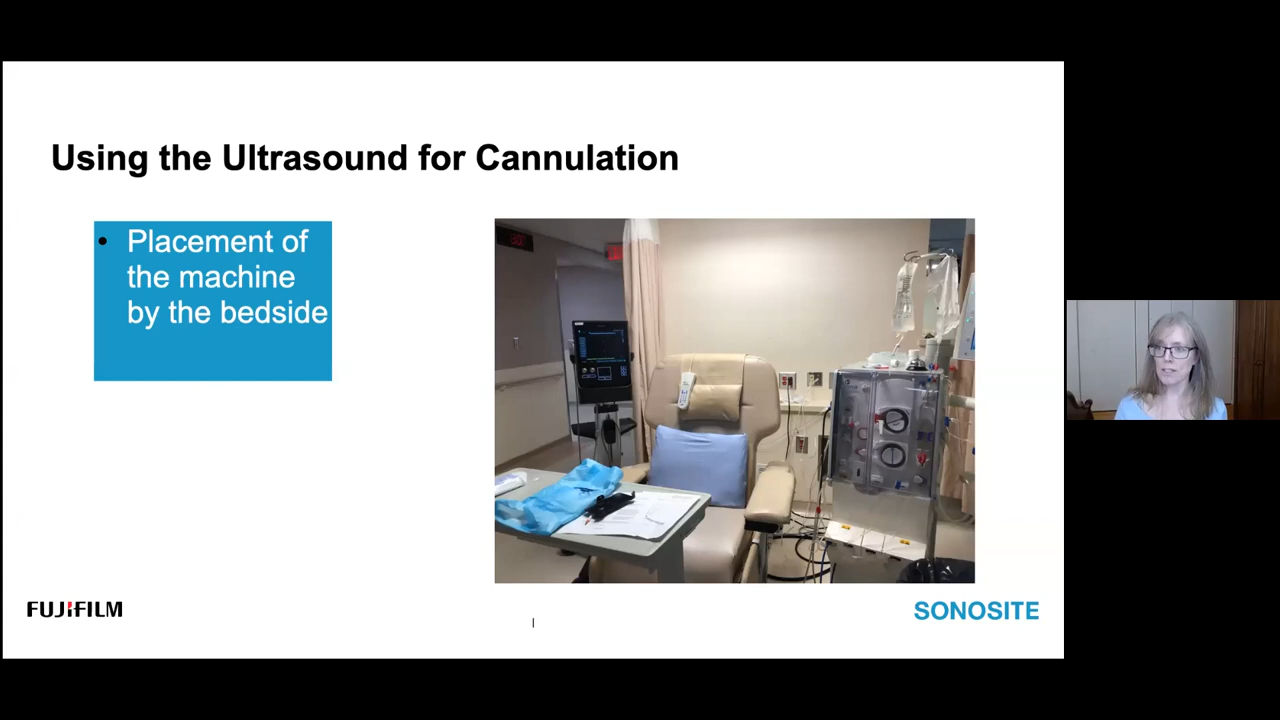 Using the Ultrasound for Cannulation
• Placement of
the machine
by the bedside
FUJIFILM
SONOSITE